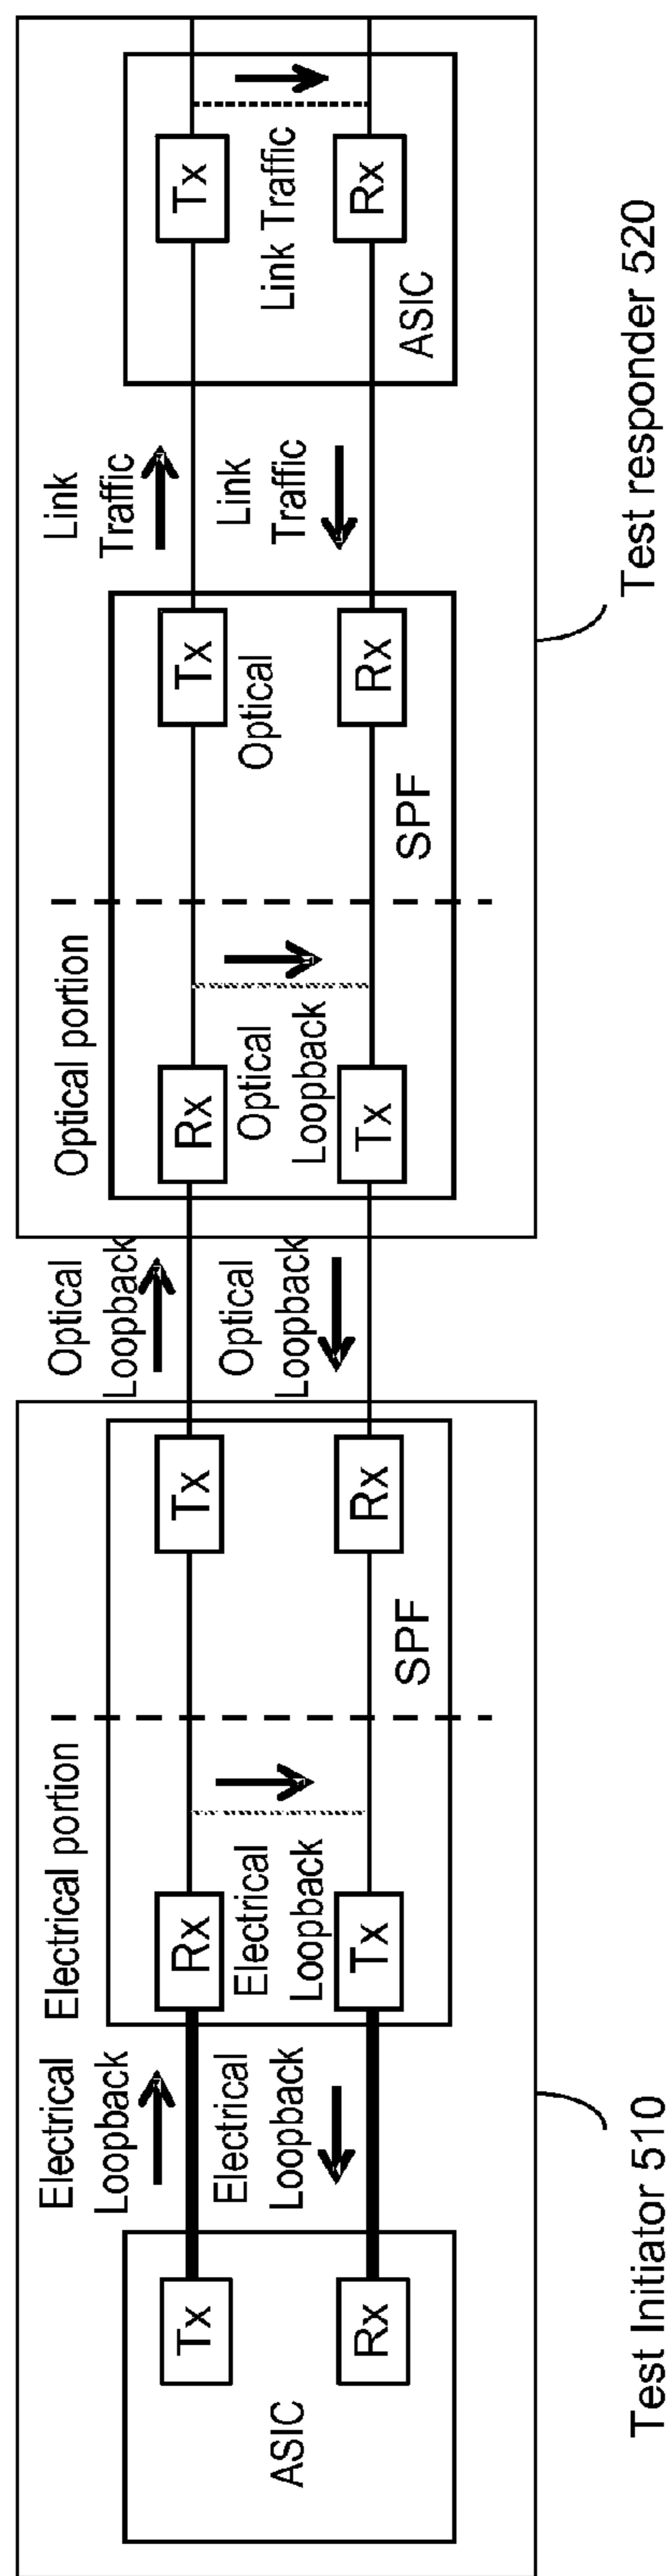 Electrical
Loopback
Electrical
Loopback
Electrical portion
Optical
Loopback
Optical
Loopback
Optical portion
Link
Traffic
Link
Traffic
Tx
Rx
ASIC
Rx
Electrical
Loopback
Tx
SPF
Tx
Rx
Rx
Optical
Loopback
Tx
SPF
Tx
Optical
Rx
Tx
Link Traffic
Rx
ASIC
Test Initiator 510
Test responder 520